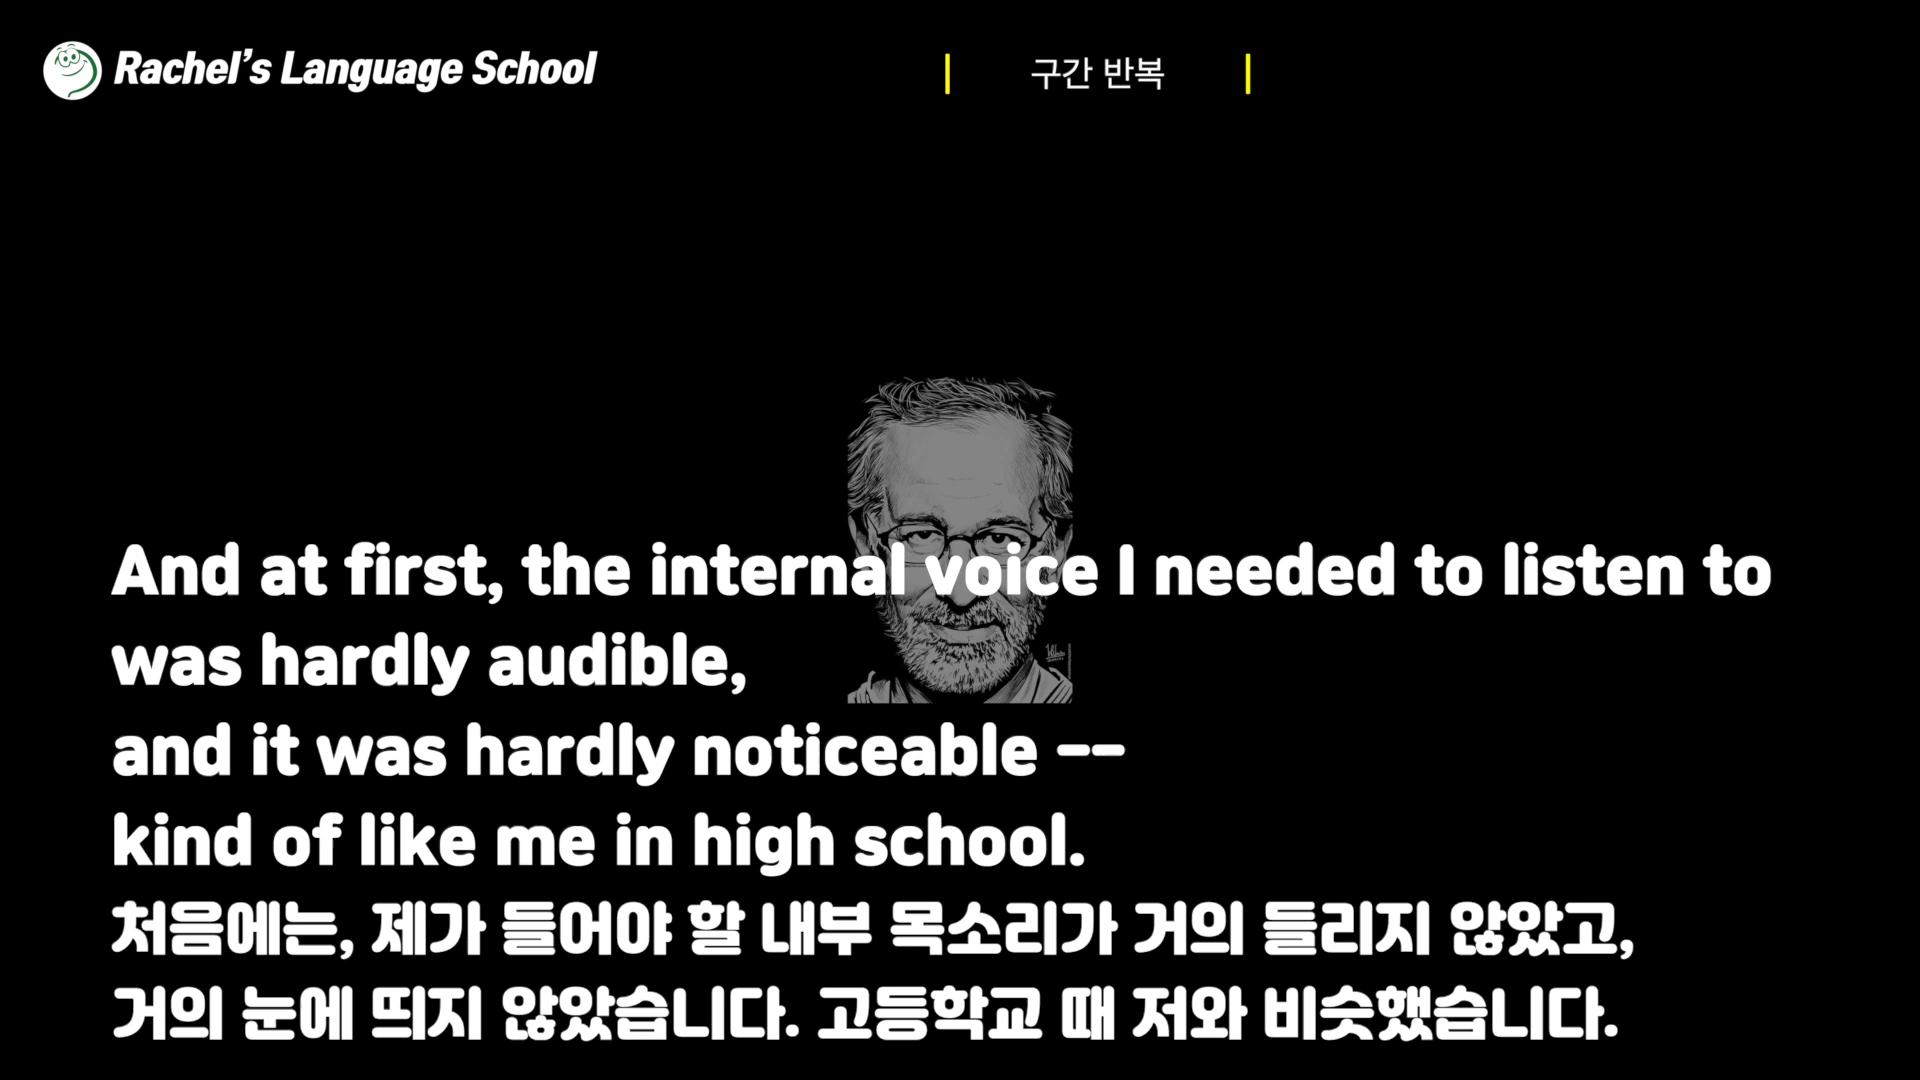 Rachel's Language School
구간 반복
And at first, the internal voice I needed to listen to
was hardly audible,
and it was hardly noticeable --
kind of like me in high school.
처음에는, 제가 들어야 할 내부 목소리가 거의 들리지 않았고,
거의 눈에 띄지 않았습니다. 고등학교 때 저와 비슷했습니다.